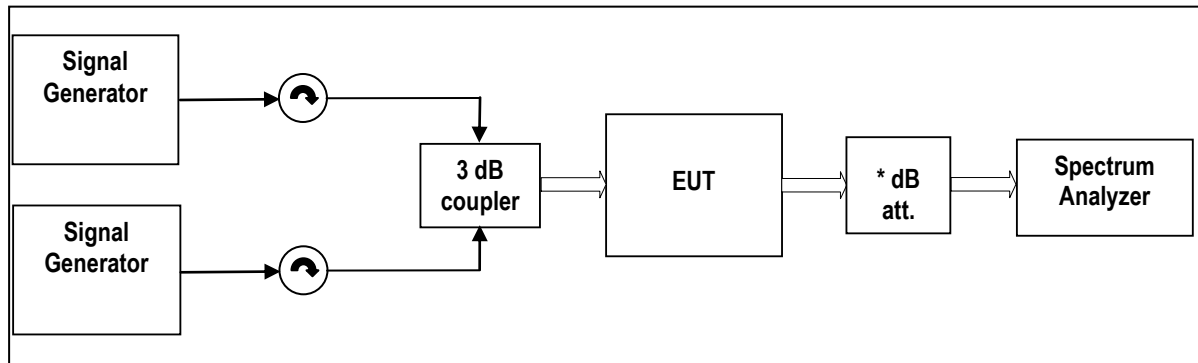 Signal
Generator
3 dB
coupler
EUT
* dB
att.
Spectrum
Analyzer
Signal
Generator